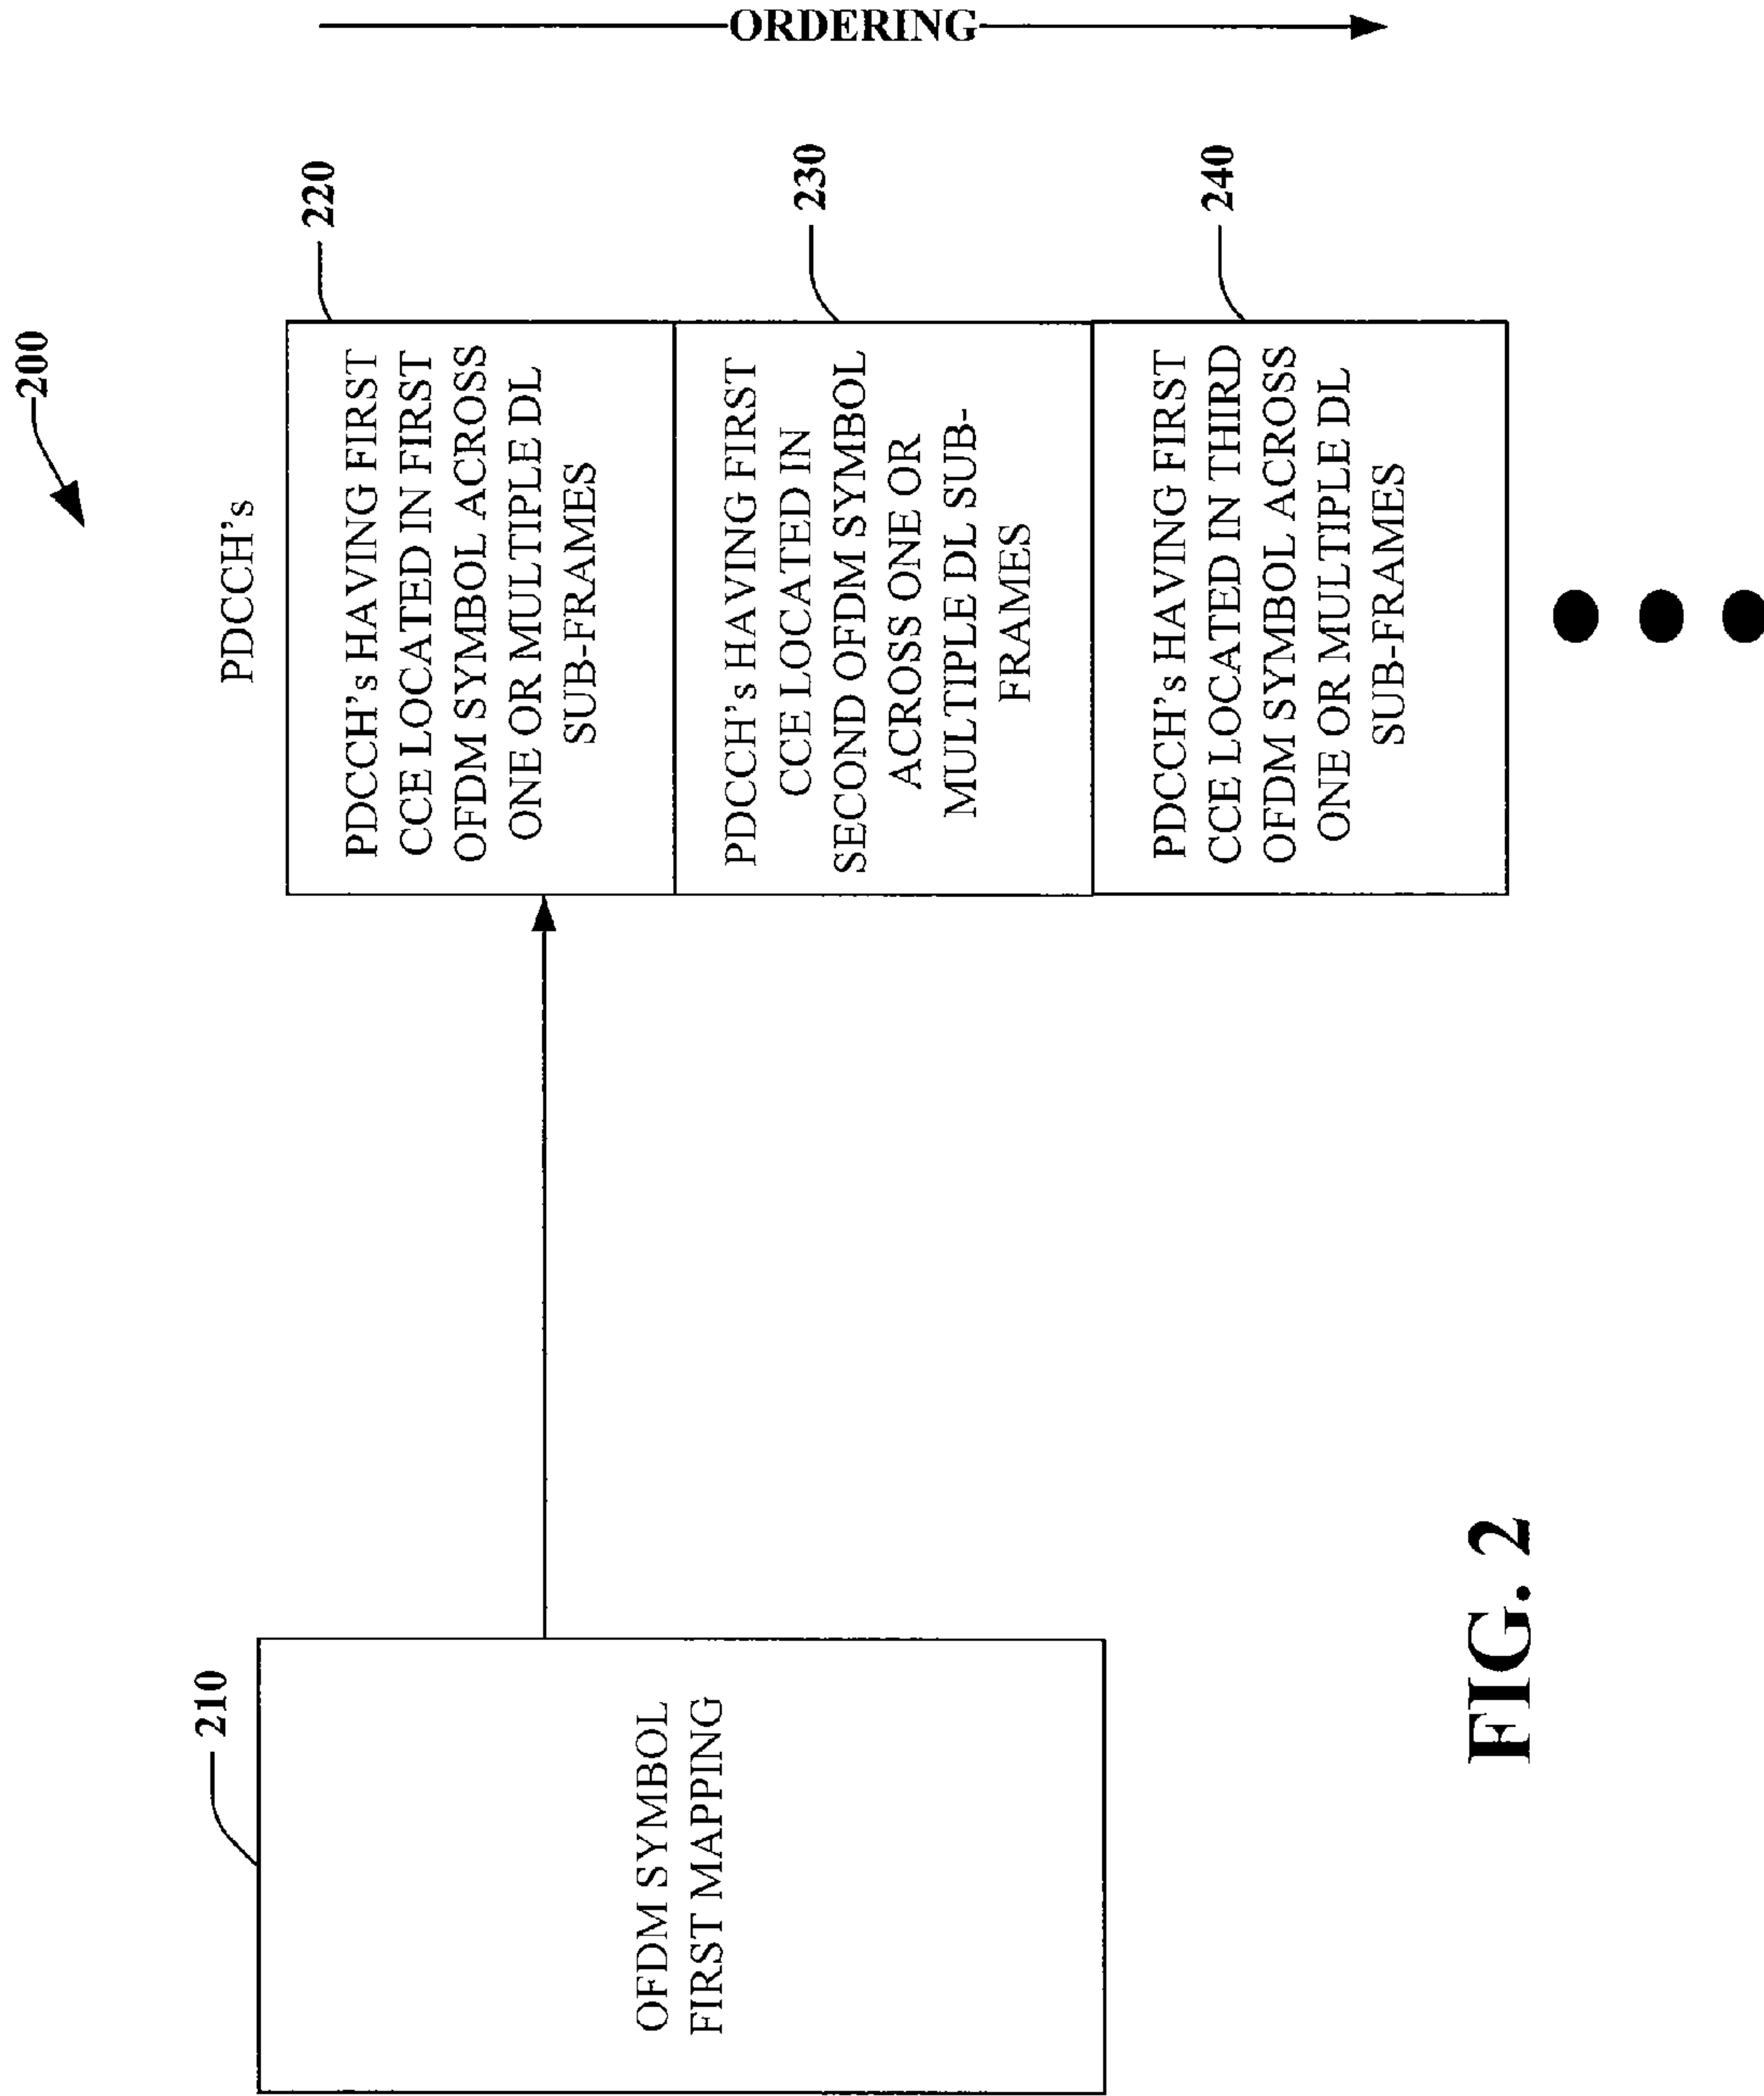 200
ORDERING
PDCCH's
210
OFDM SYMBOL
FIRST MAPPING
220
PDCCH's HAVING FIRST
CCE LOCATED IN FIRST
OFDM SYMBOL ACROSS
ONE OR MULTIPLE DL
SUB-FRAMES
230
PDCCH's HAVING FIRST
CCE LOCATED IN
SECOND OFDM SYMBOL
ACROSS ONE OR
MULTIPLE DL SUB-
FRAMES
240
PDCCH's HAVING FIRST
CCE LOCATED IN THIRD
OFDM SYMBOL ACROSS
ONE OR MULTIPLE DL
SUB-FRAMES
FIG. 2